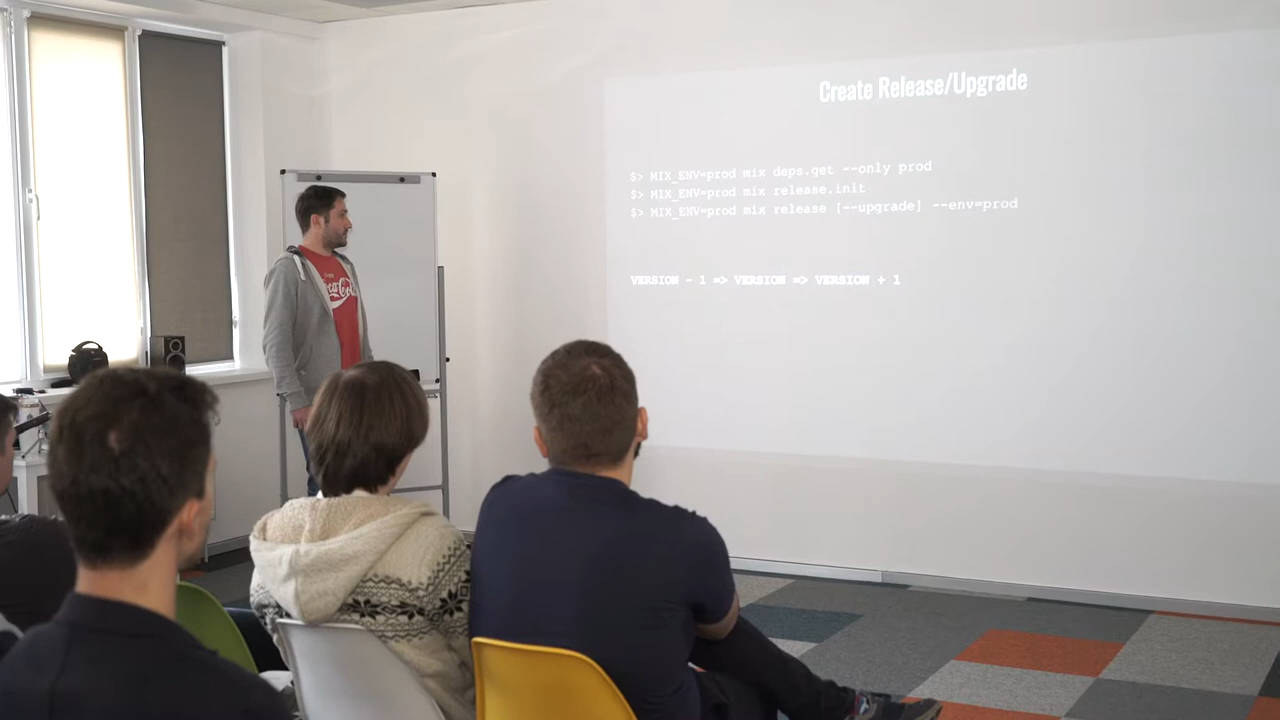 Create Release/Upgrade
$> MIX_ENV=prod mix deps.get --only prod
$> MIX_ENV=prod mix release.init
$> MIX_ENV=prod mix release [--upgrade] --env=prod
VERSION - 1 => VERSION => VERSION + 1